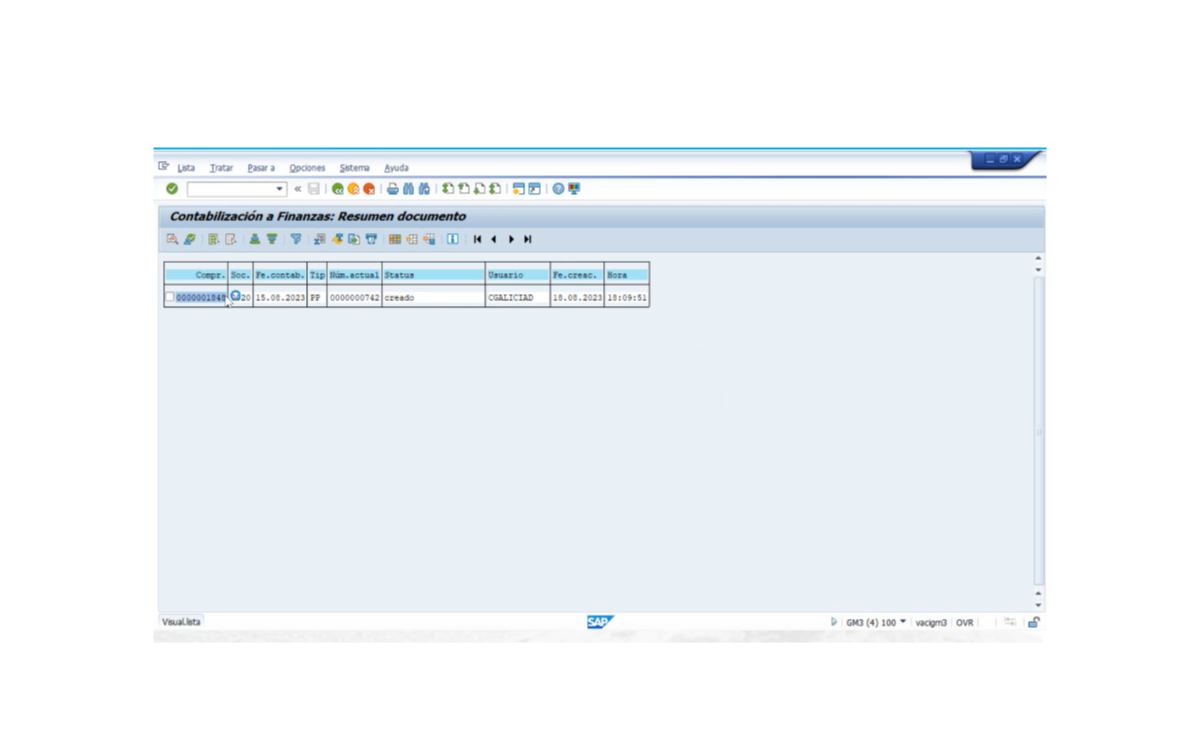 Lista Tratar Pasar a Opciones Sistema Ayuda
Contabilización a Finanzas: Resumen documento
Compr. Soc. Fe.contab. Tip Núm.actual Status Usuario Fe.creac. Hora
0000001848 20 15.08.2023 PP 0000000742 creado CGALICIAD 18.08.2023 18:09:51
Visual.lista SAP GM3 (4) 100 vacigm3 OVR